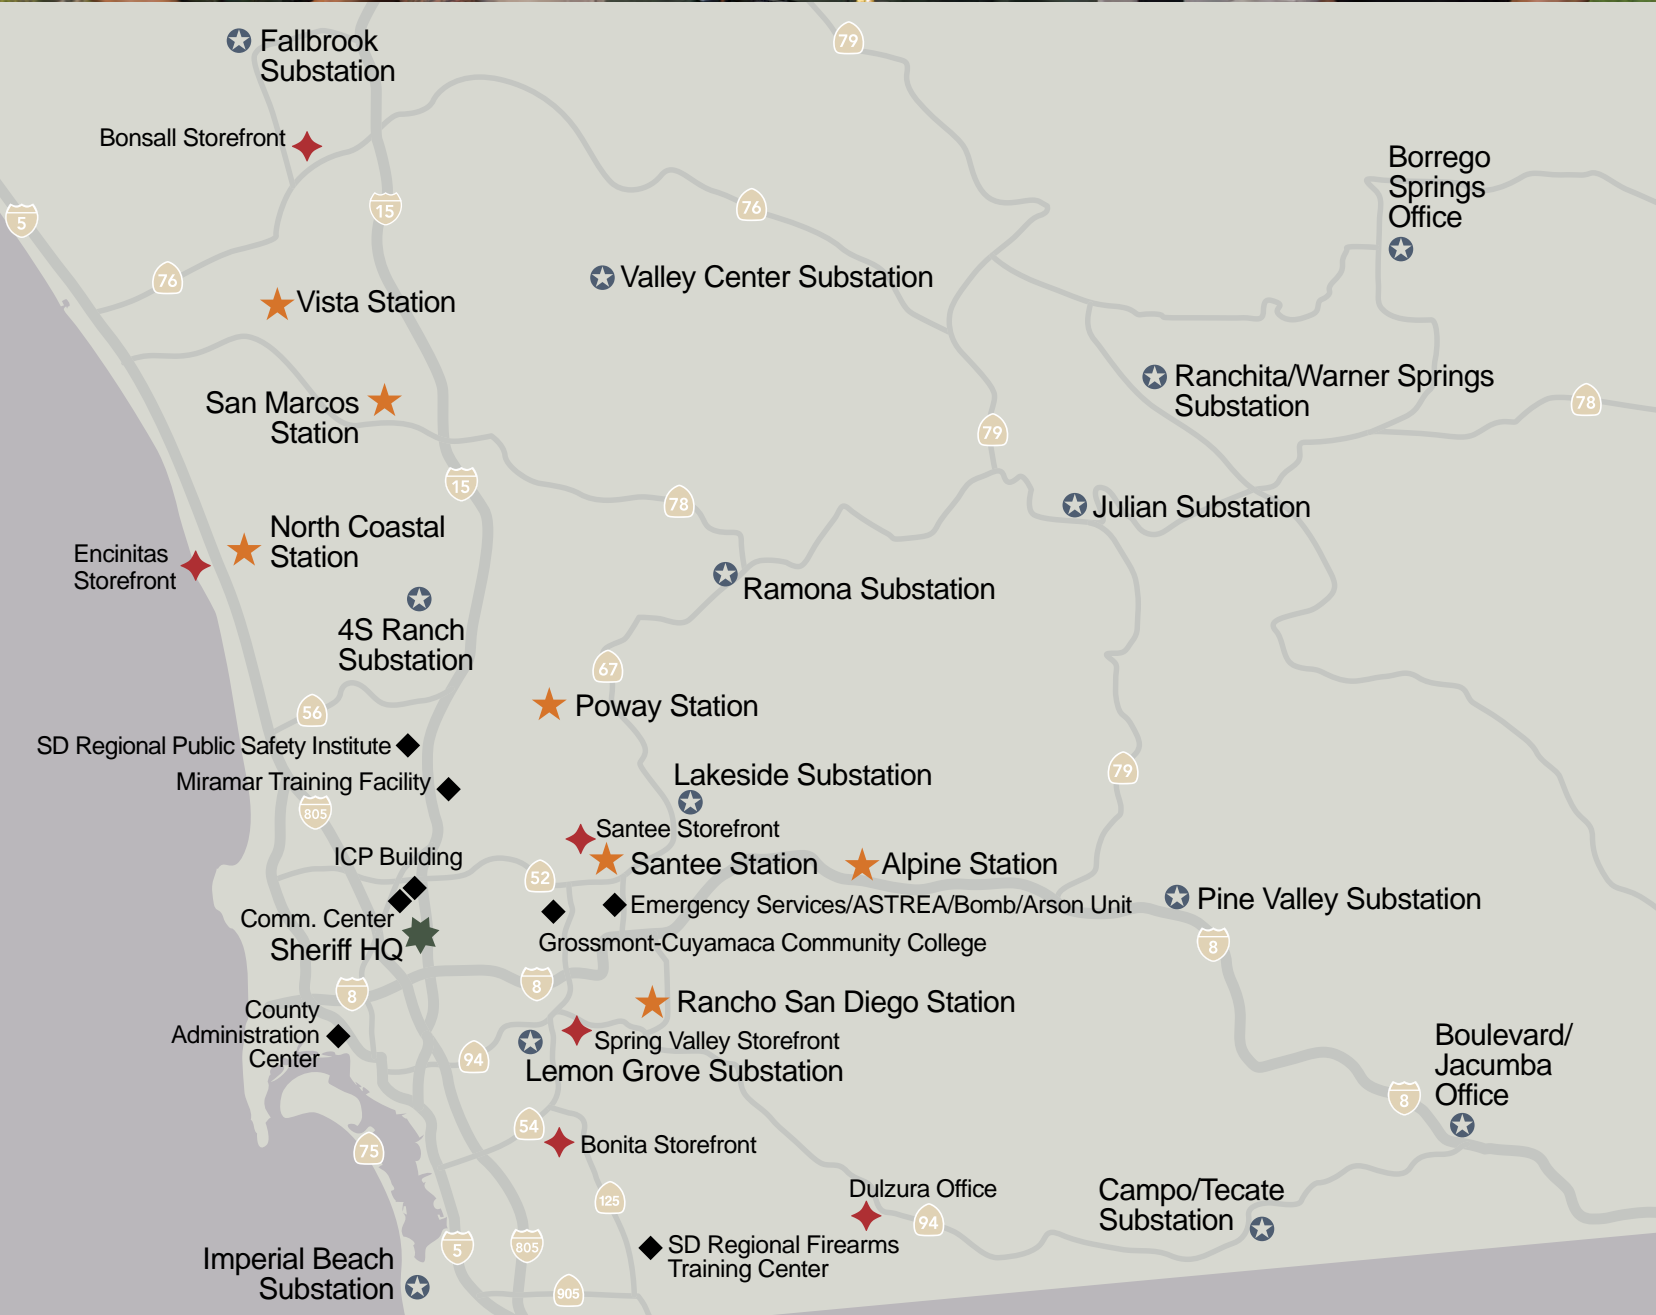 79
Fallbrook
Substation
Bonsall Storefront
Borrego
Springs
Office
5
15
76
76
Valley Center Substation
Vista Station
Ranchita/Warner Springs
Substation
78
San Marcos
Station
79
15
78
Julian Substation
North Coastal
Station
Encinitas
Storefront
Ramona Substation
4S Ranch
Substation
67
Poway Station
56
SD Regional Public Safety Institute
Miramar Training Facility
79
Lakeside Substation
805
Santee Storefront
ICP Building
Santee Station
Alpine Station
52
Emergency Services/ASTREA/Bomb/Arson Unit
Pine Valley Substation
Comm. Center
Sheriff HQ
Grossmont-Cuyamaca Community College
8
8
8
Rancho San Diego Station
County
Administration
Center
Spring Valley Storefront
94
Lemon Grove Substation
Boulevard/
Jacumba
Office
8
54
Bonita Storefront
75
125
Dulzura Office
94
Campo/Tecate
Substation
5
805
SD Regional Firearms
Training Center
Imperial Beach
Substation
905